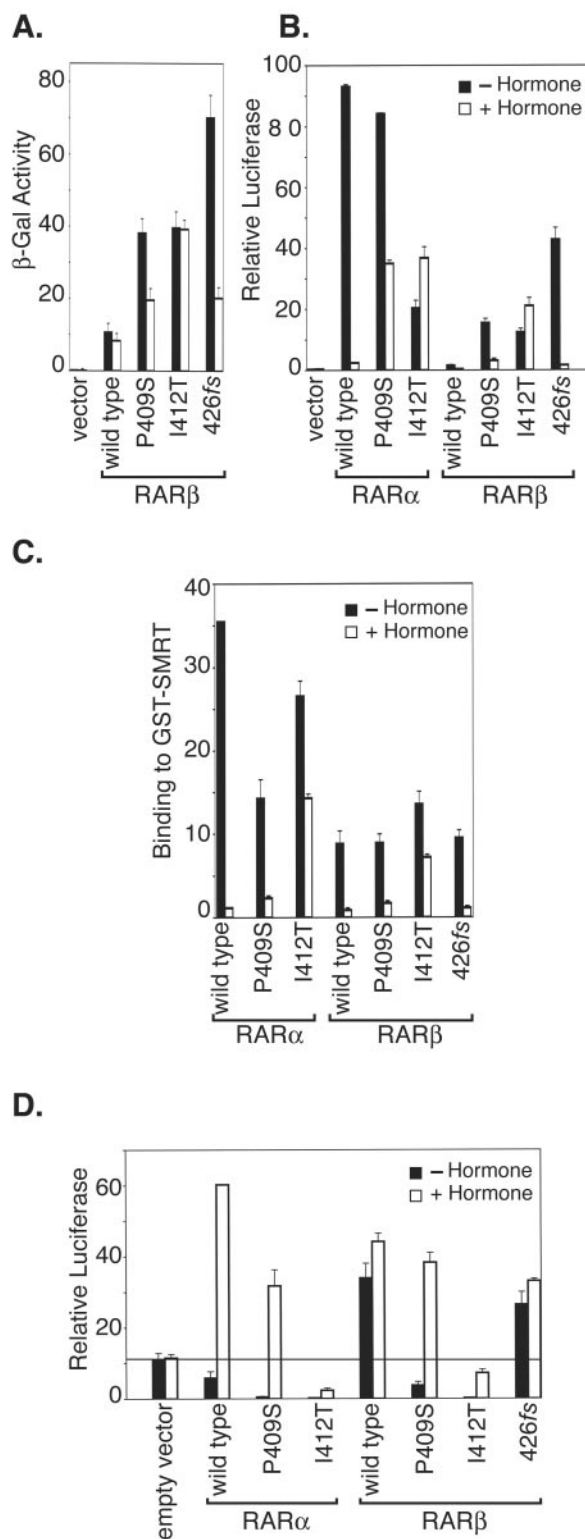 A.
β-Gal Activity
80
60
40
20
0
vector
wild type
P409S
I412T
426fs
RARβ
B.
Relative Luciferase
100
80
60
40
20
0
− Hormone
+ Hormone
vector
wild type
P409S
I412T
wild type
P409S
I412T
426fs
RARα
RARβ
C.
Binding to GST-SMRT
40
30
20
10
0
− Hormone
+ Hormone
wild type
P409S
I412T
wild type
P409S
I412T
426fs
RARα
RARβ
D.
Relative Luciferase
60
40
20
0
− Hormone
+ Hormone
empty vector
wild type
P409S
I412T
wild type
P409S
I412T
426fs
RARα
RARβ